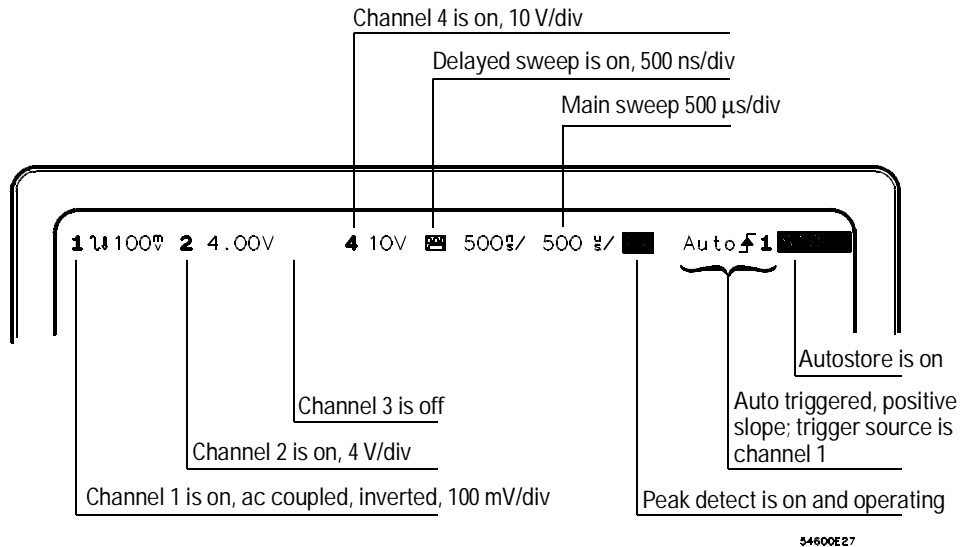 Channel 4 is on, 10 V/div
Delayed sweep is on, 500 ns/div
Main sweep 500 µs/div
1 100mV 2 4.00V 4 10V 500ns/ 500 µs/ Auto 1
Autostore is on
Channel 3 is off
Auto triggered, positive
slope; trigger source is
channel 1
Channel 2 is on, 4 V/div
Channel 1 is on, ac coupled, inverted, 100 mV/div
Peak detect is on and operating
54600E27